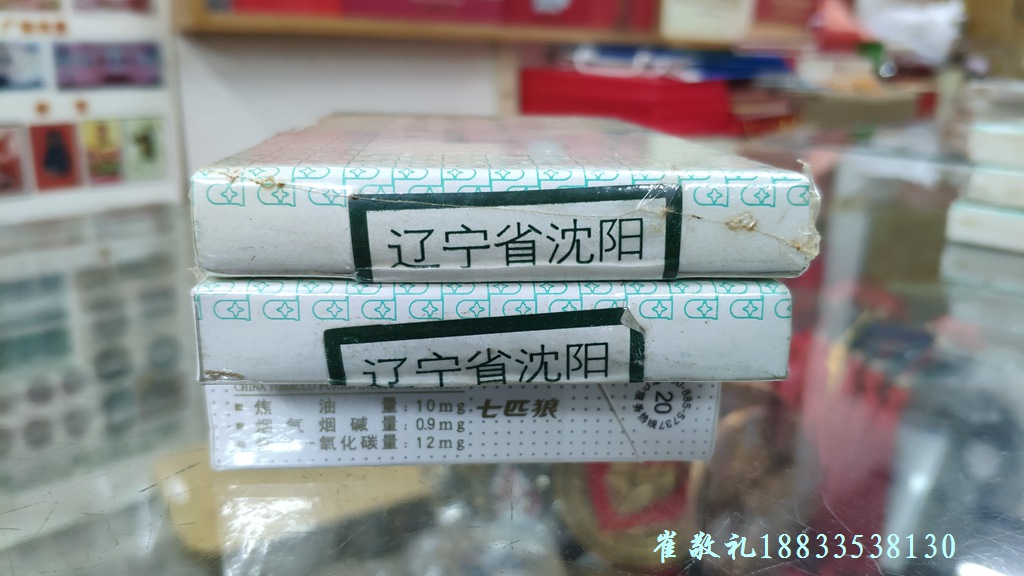 辽宁省沈阳
辽宁省沈阳
焦 油 量:10mg 七匹狼
烟气烟碱量:0.9mg
一氧化碳量:12mg
20
崔敬礼18833538130